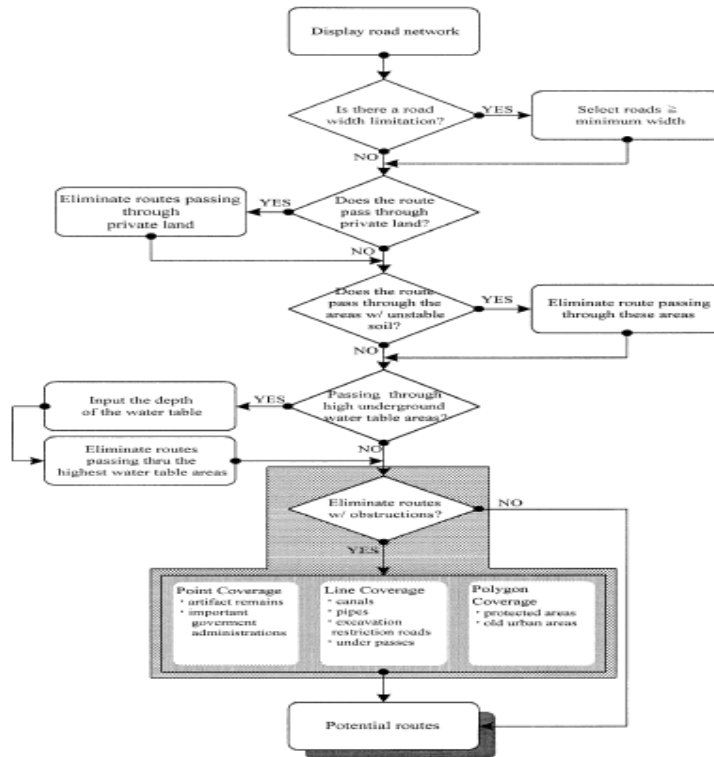 Display road network
Is there a road
width limitation?
YES
Select roads ≧
minimum width
NO
Eliminate routes passing
through
private land
YES
Does the route
pass through
private land?
NO
Does the route
pass through the
areas w/ unstable
soil?
YES
Eliminate route passing
through these areas
NO
Input the depth
of the water table
YES
Passing through
high underground
water table areas?
Eliminate routes
passing thru the
highest water table areas
NO
Eliminate routes
w/ obstructions?
NO
YES
Point Coverage
・artifact remains
・important
goverment
administrations
Line Coverage
・canals
・pipes
・excavation
restriction roads
・under passes
Polygon
Coverage
・protected areas
・old urban areas
Potential routes